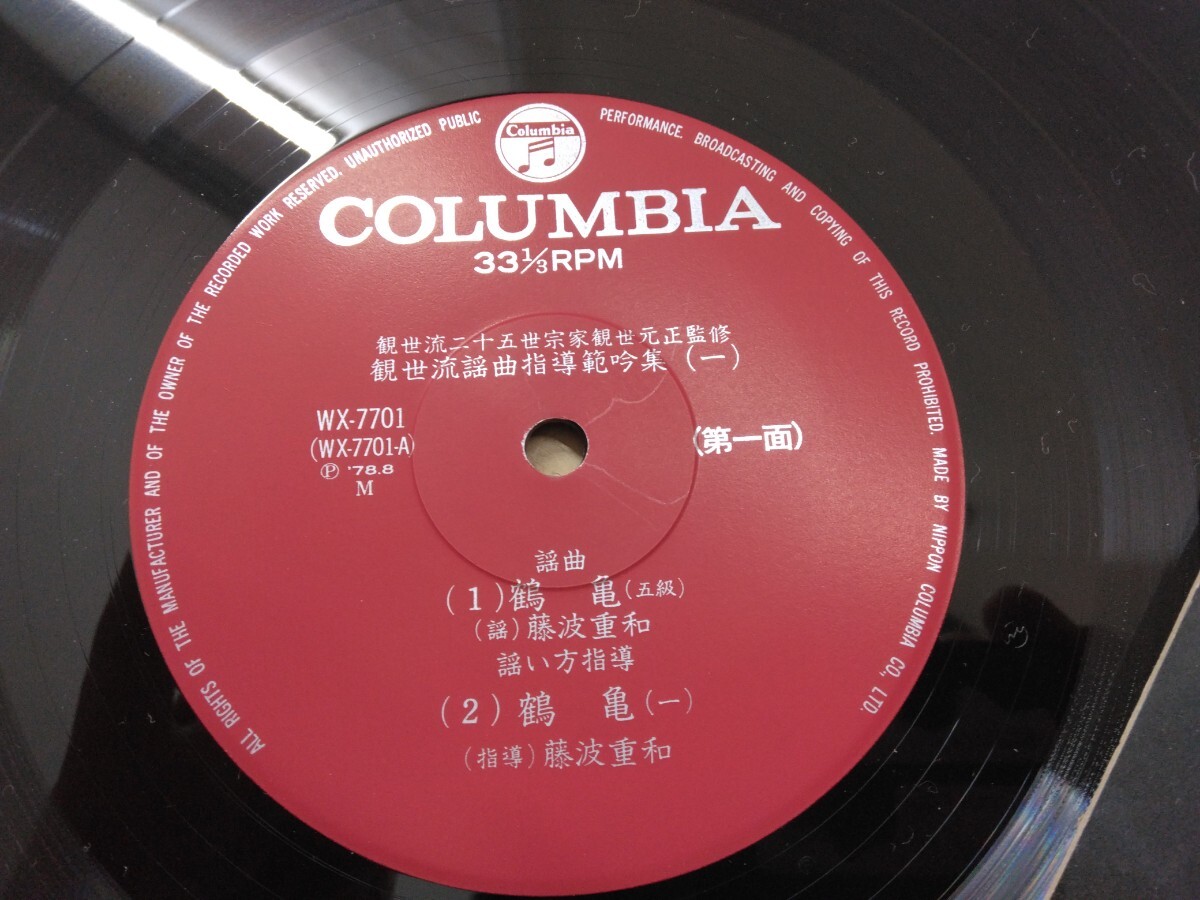 Columbia
COLUMBIA
33⅓RPM
観世流二十五世宗家観世元正監修
観世流謡曲指導範吟集(一)
WX-7701
(WX-7701-A)
Ⓟ '78.8
M
(第一面)
謡曲
(1)鶴 亀(五級)
(謡)藤波重和
謡い方指導
(2)鶴 亀(一)
(指導)藤波重和
ALL RIGHTS OF THE MANUFACTURER AND OF THE OWNER OF THE RECORDED WORK RESERVED. UNAUTHORIZED PUBLIC PERFORMANCE. BROADCASTING AND COPYING OF THIS RECORD PROHIBITED. MADE BY NIPPON COLUMBIA CO., LTD.